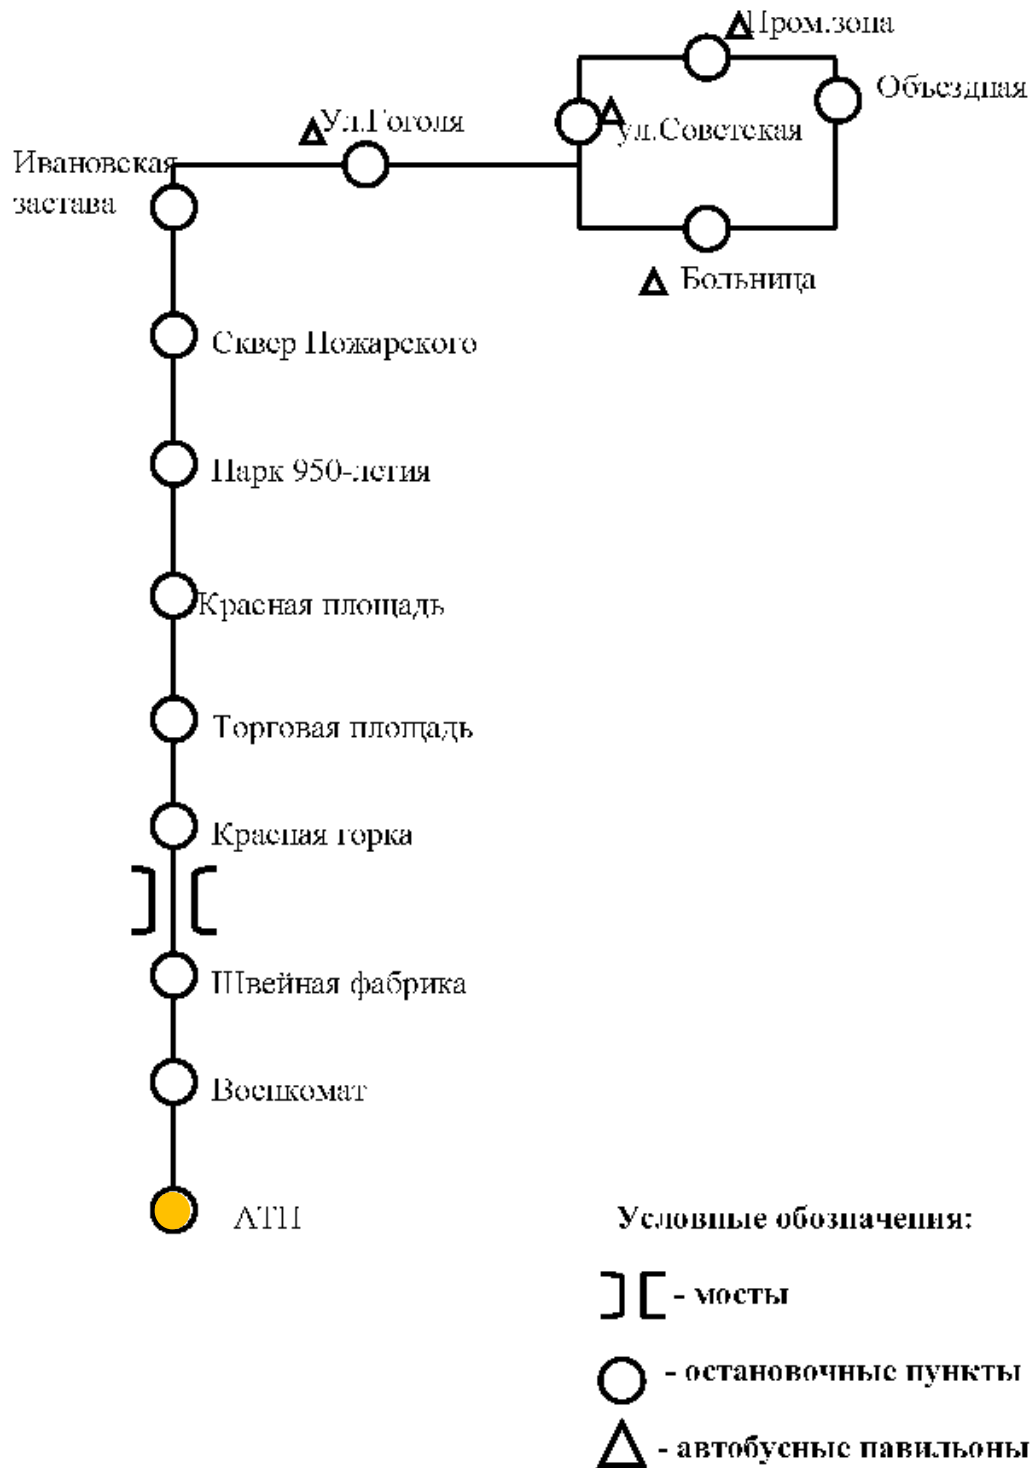 Пром.зона
Объездная
Ул.Гоголя
ул.Советская
Ивановская
застава
Больница
Сквер Пожарского
Парк 950-летия
Красная площадь
Торговая площадь
Красная горка
Швейная фабрика
Военкомат
АТП
Условные обозначения:
- мосты
- остановочные пункты
- автобусные павильоны